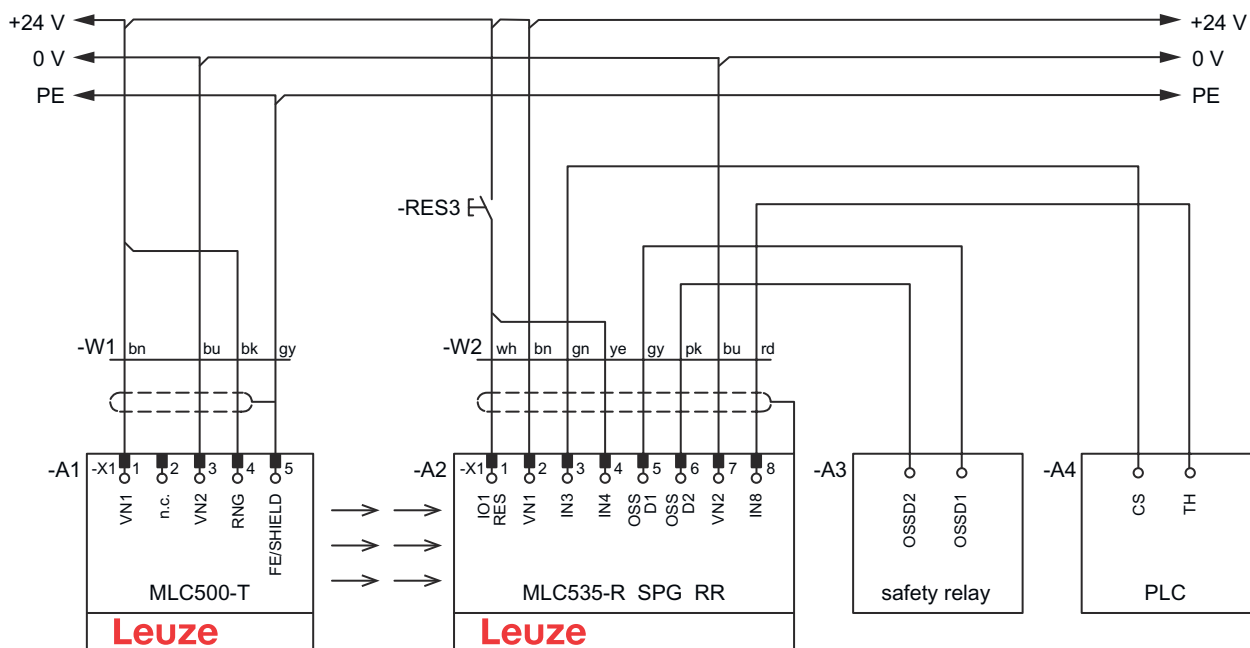 +24 V +24 V
0 V 0 V
PE PE
-RES3
-W1 bn bu bk gy
-W2 wh bn gn ye gy pk bu rd
-A1 -X1 1 2 3 4 5
VN1
n.c.
VN2
RNG
FE/SHIELD
MLC500-T
Leuze
-A2 -X1 1 2 3 4 5 6 7 8
IO1
RES
VN1
IN3
IN4
OSS
D1
OSS
D2
VN2
IN8
MLC535-R SPG RR
Leuze
-A3
OSSD2
OSSD1
safety relay
-A4
CS
TH
PLC